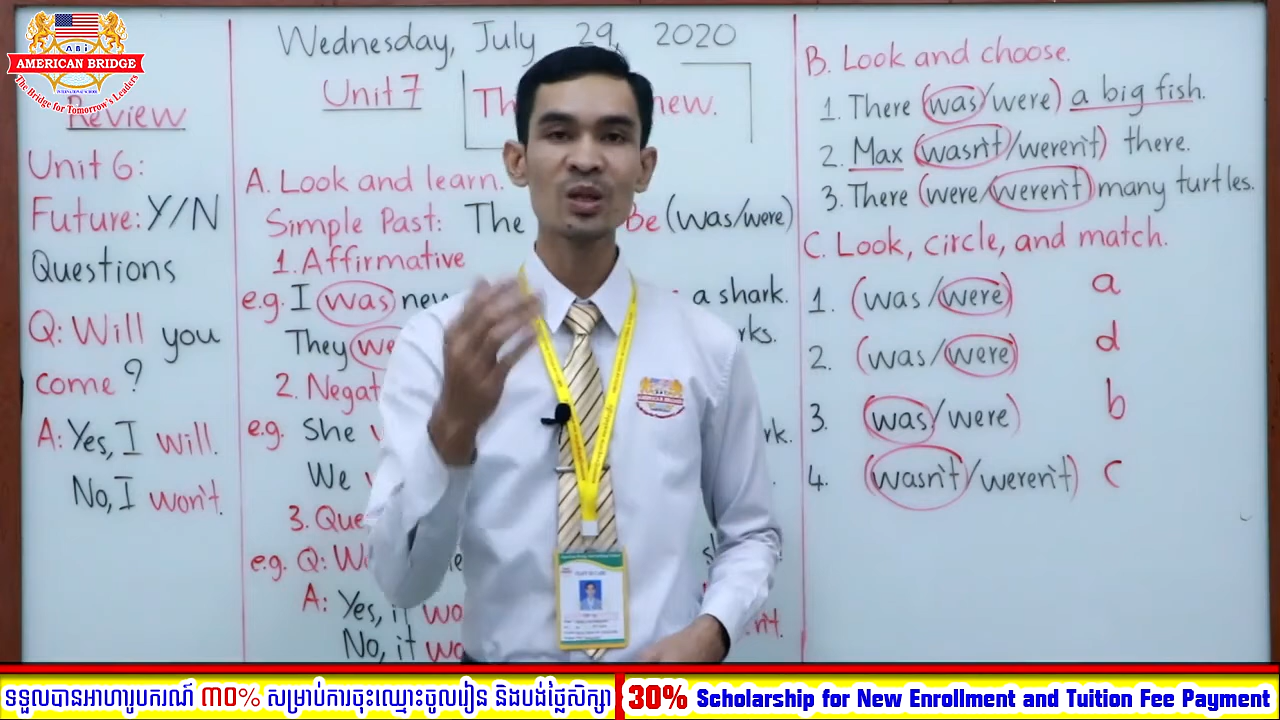 AMERICAN BRIDGE
The Bridge for Tomorrow's Leaders
Review
Unit 6:
Future: Y/N
Questions
Q: Will you
come?
A: Yes, I will.
No, I won't.
Wednesday, July 29, 2020
Unit 7
new.
A. Look and learn.
Simple Past: The Be (was/were)
1. Affirmative
e.g. I was a shark.
They
2. Negat
e.g. She
We
3. Que
e.g. Q:
A: Yes, it
No, it
B. Look and choose.
1. There (was/were) a big fish.
2. Max (wasn't/weren't) there.
3. There (were/weren't) many turtles.
C. Look, circle, and match.
1. (was/were) a
2. (was/were) d
3. (was/were) b
4. (wasn't/weren't) c
ទទួលបានអាហារូបករណ៍ ៣០% សម្រាប់ការចុះឈ្មោះចូលរៀន និងបង់ថ្លៃសិក្សា
30% Scholarship for New Enrollment and Tuition Fee Payment